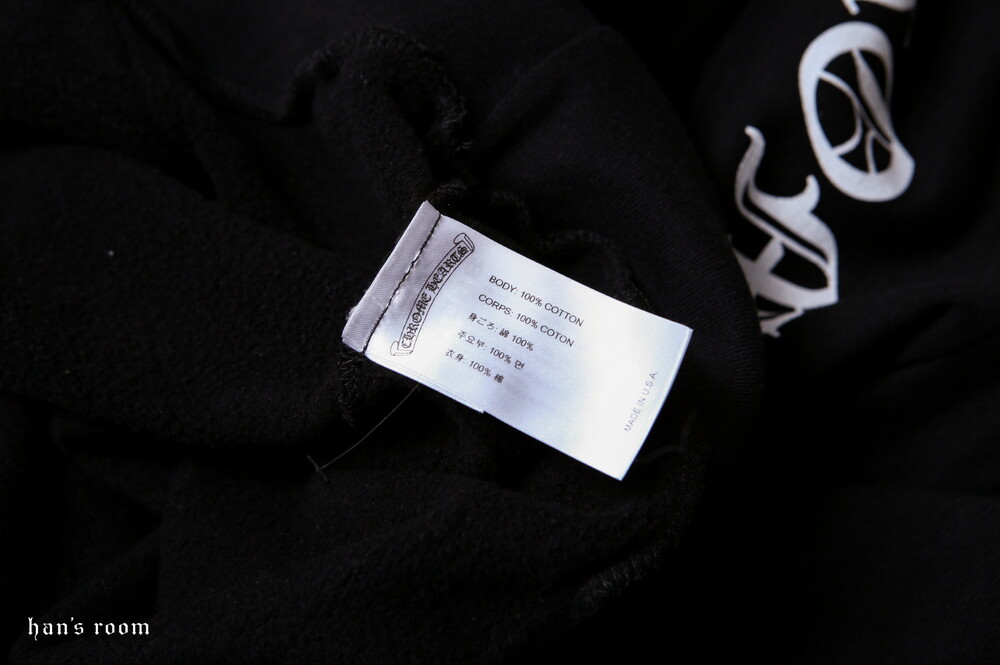 CHROME HEARTS
BODY: 100% COTTON
CORPS: 100% COTON
身ごろ: 綿 100%
주요부: 100% 면
衣身: 100% 棉
MADE IN U.S.A.
han's room